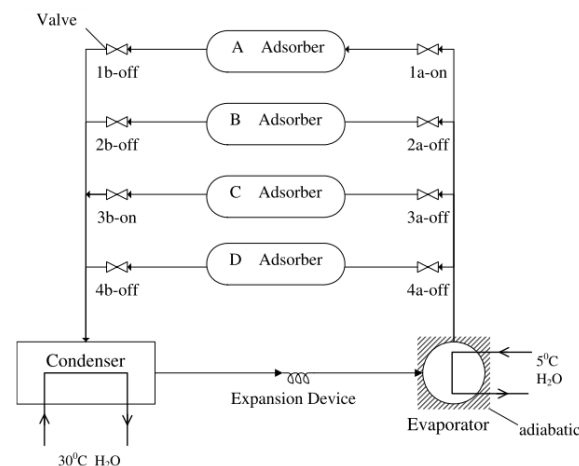 Valve
A Adsorber
1b-off
1a-on
B Adsorber
2b-off
2a-off
C Adsorber
3b-on
3a-off
D Adsorber
4b-off
4a-off
Condenser
5⁰C
H₂O
Expansion Device
Evaporator
adiabatic
30⁰C H₂O